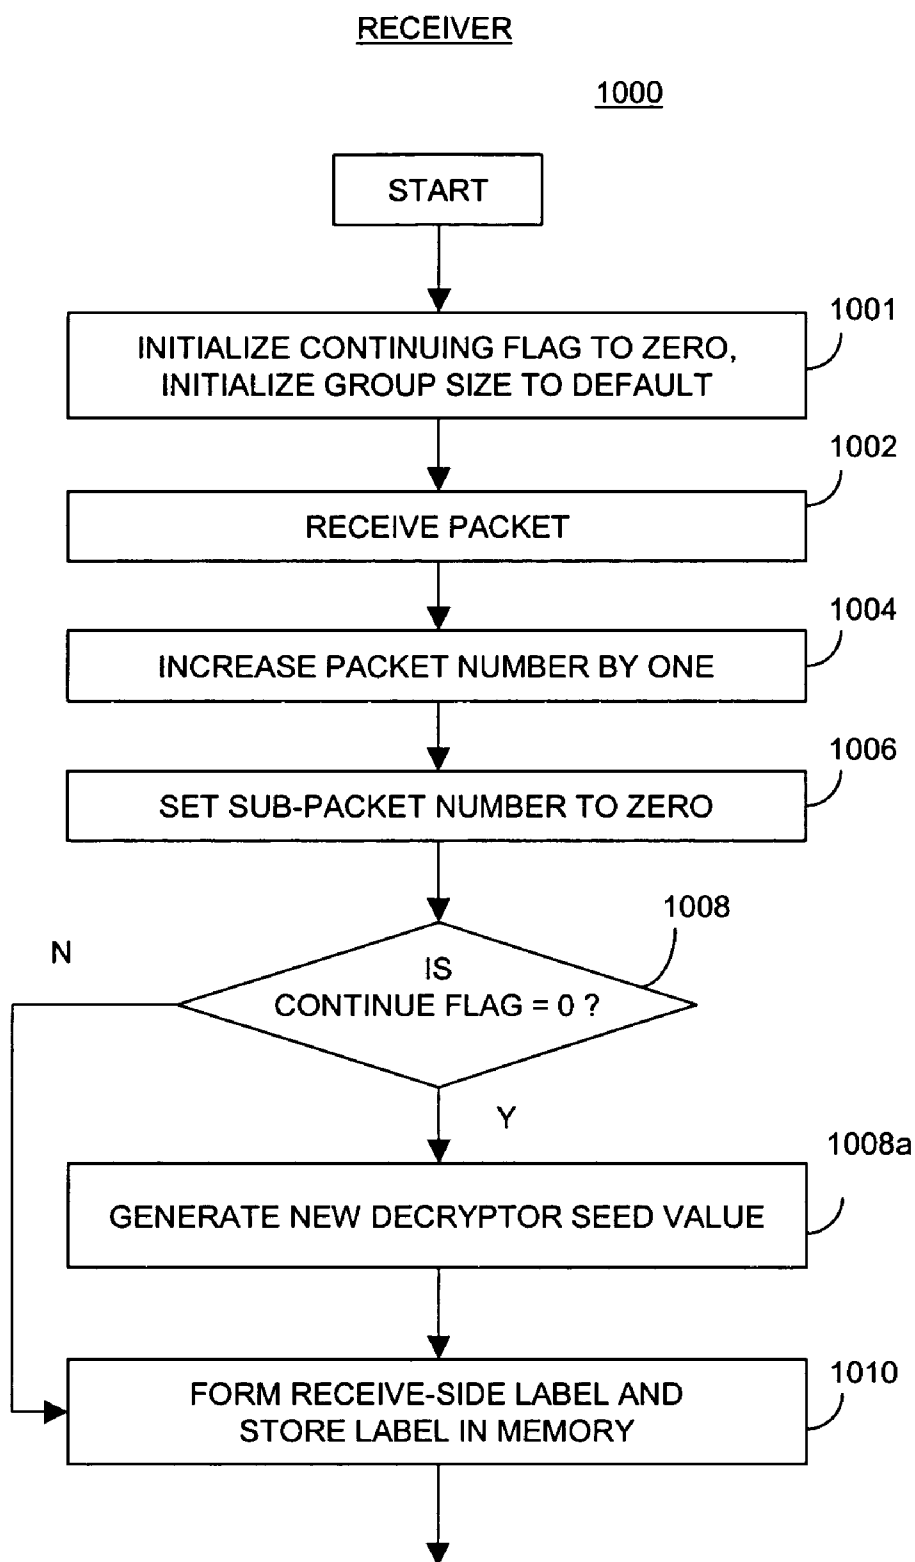 RECEIVER
1000
START
1001
INITIALIZE CONTINUING FLAG TO ZERO,
INITIALIZE GROUP SIZE TO DEFAULT
1002
RECEIVE PACKET
1004
INCREASE PACKET NUMBER BY ONE
1006
SET SUB-PACKET NUMBER TO ZERO
1008
N
IS
CONTINUE FLAG = 0 ?
Y
1008a
GENERATE NEW DECRYPTOR SEED VALUE
1010
FORM RECEIVE-SIDE LABEL AND
STORE LABEL IN MEMORY